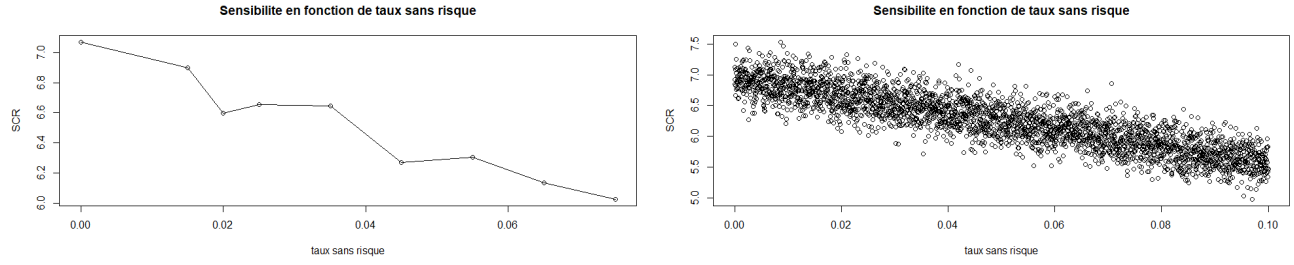 Sensibilite en fonction de taux sans risque
SCR
7.0
6.8
6.6
6.4
6.2
6.0
0.00 0.02 0.04 0.06
taux sans risque
Sensibilite en fonction de taux sans risque
SCR
7.5
7.0
6.5
6.0
5.5
5.0
0.00 0.02 0.04 0.06 0.08 0.10
taux sans risque